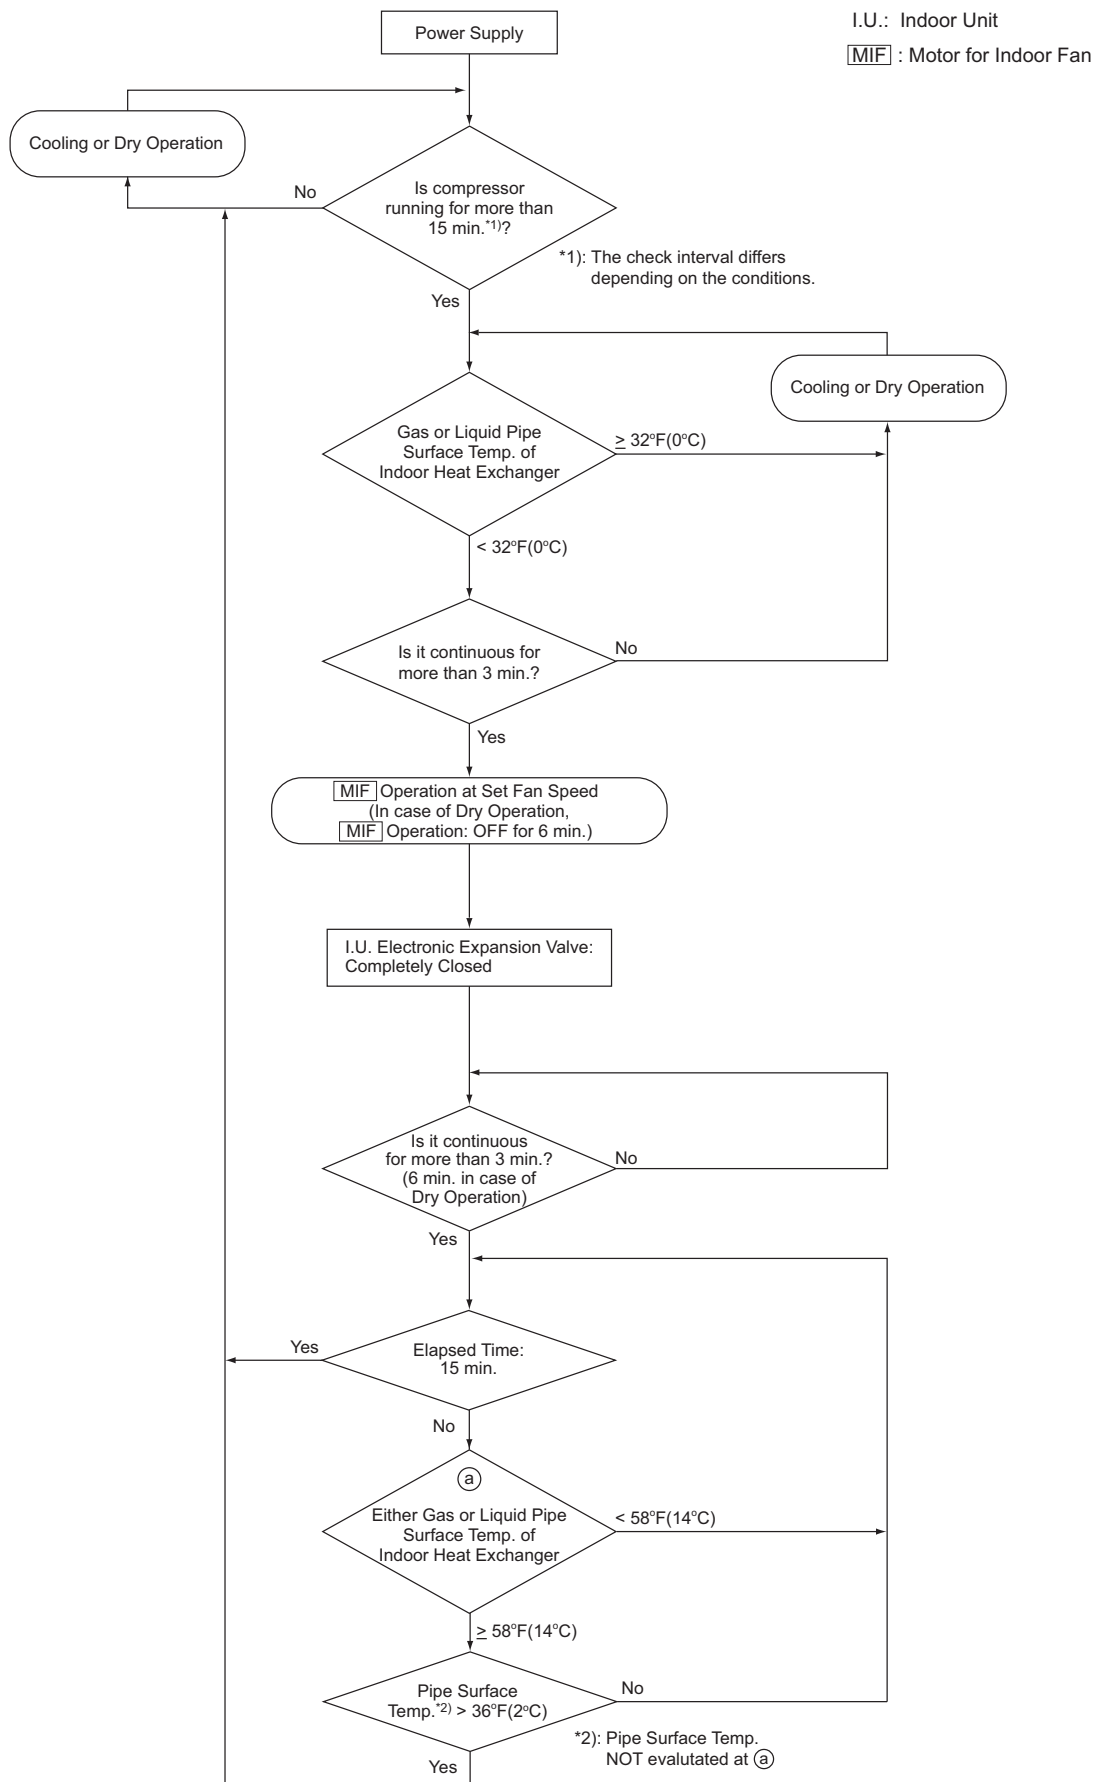 Power Supply
I.U.: Indoor Unit
MIF : Motor for Indoor Fan
Cooling or Dry Operation
No
Is compressor
running for more than
15 min.*1)?
*1): The check interval differs
depending on the conditions.
Yes
Cooling or Dry Operation
Gas or Liquid Pipe
Surface Temp. of
Indoor Heat Exchanger
≥ 32°F(0°C)
< 32°F(0°C)
Is it continuous for
more than 3 min.?
No
Yes
MIF Operation at Set Fan Speed
(In case of Dry Operation,
MIF Operation: OFF for 6 min.)
I.U. Electronic Expansion Valve:
Completely Closed
Is it continuous
for more than 3 min.?
(6 min. in case of
Dry Operation)
No
Yes
Yes
Elapsed Time:
15 min.
No
a
Either Gas or Liquid Pipe
Surface Temp. of
Indoor Heat Exchanger
< 58°F(14°C)
≥ 58°F(14°C)
Pipe Surface
Temp.*2) > 36°F(2°C)
No
*2): Pipe Surface Temp.
NOT evalutated at ⓐ
Yes